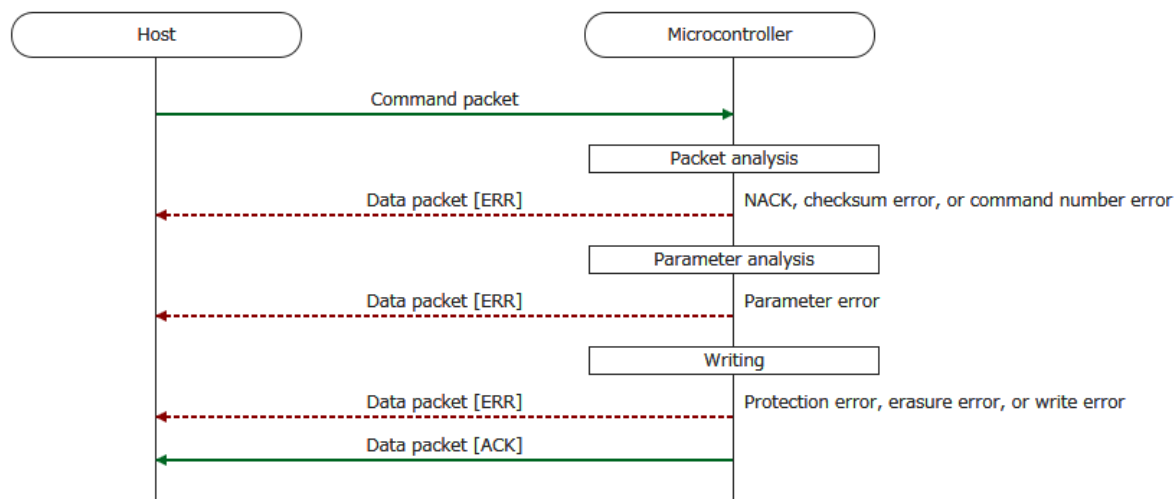 Host
Microcontroller
Command packet
Packet analysis
Data packet [ERR]
NACK, checksum error, or command number error
Parameter analysis
Data packet [ERR]
Parameter error
Writing
Data packet [ERR]
Protection error, erasure error, or write error
Data packet [ACK]